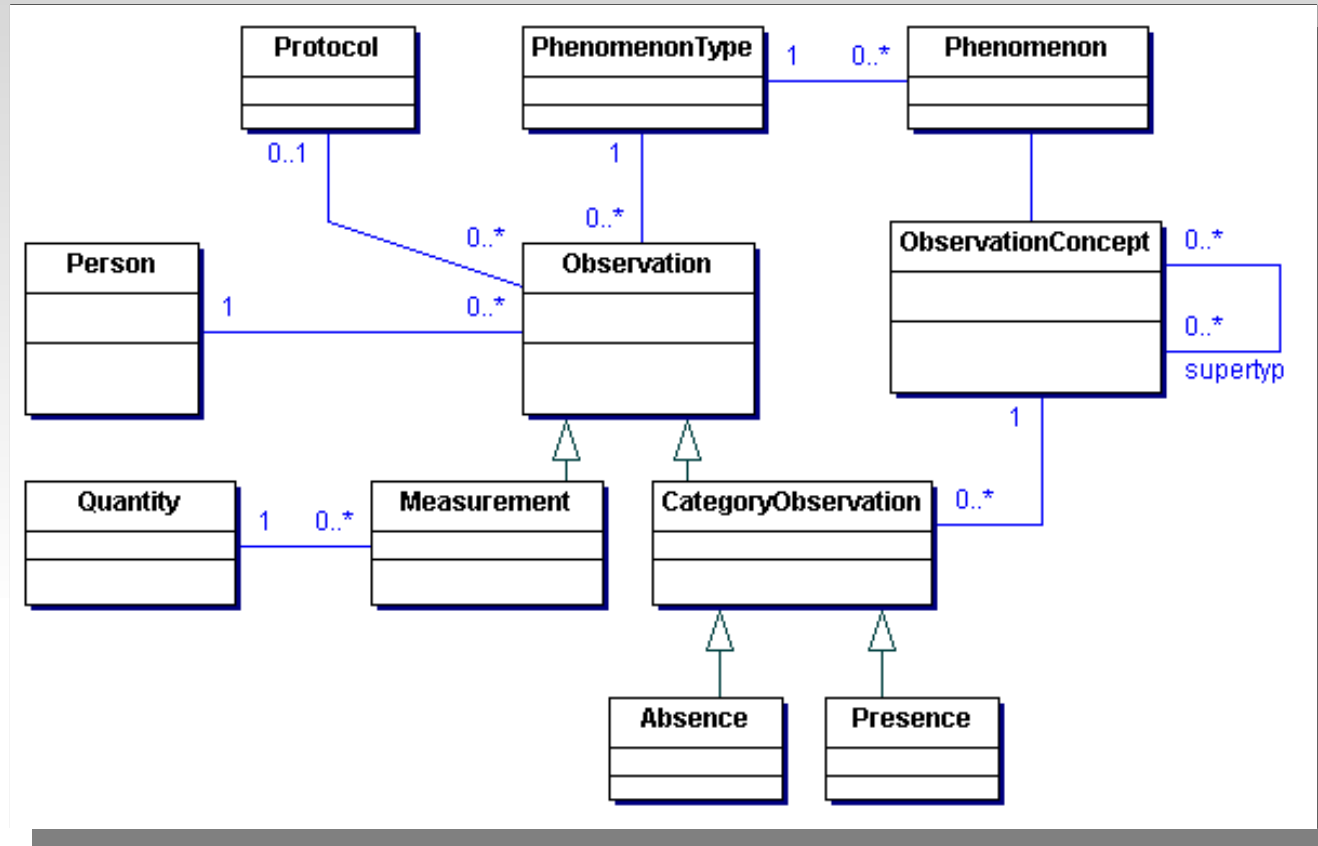 Protocol
PhenomenonType
1
0..*
Phenomenon
0..1
1
0..*
0..*
Person
1
0..*
Observation
ObservationConcept
0..*
0..*
supertyp
1
Quantity
1
0..*
Measurement
CategoryObservation
0..*
Absence
Presence